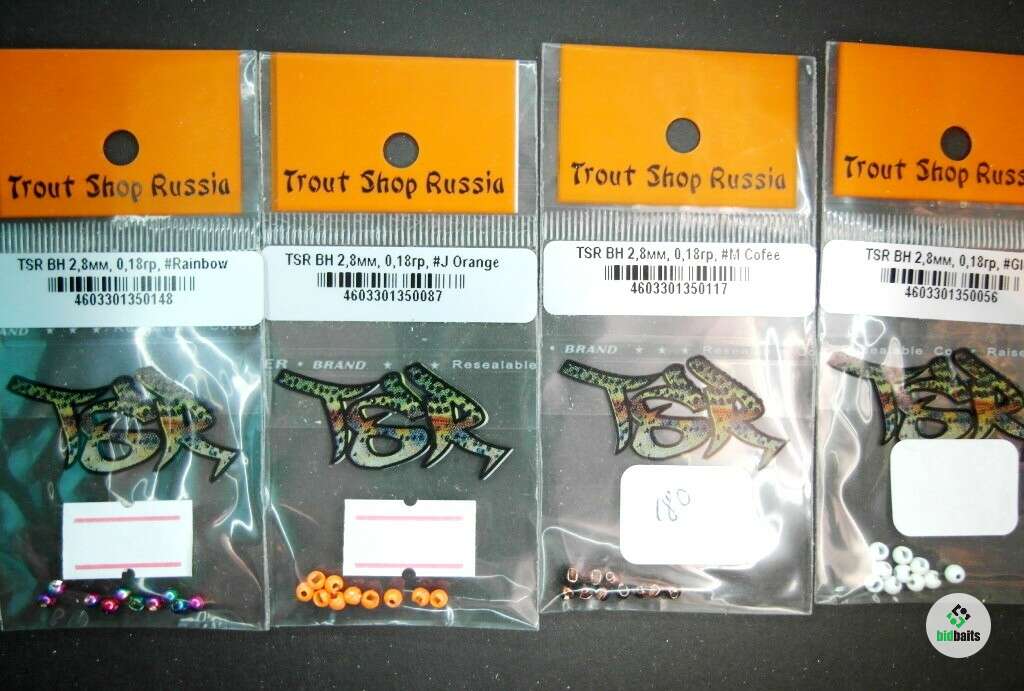 Trout Shop Russia
TSR BH 2,8мм, 0,18гр, #Rainbow
4603301350148
BRAND ★ ★ ★
TSR
Trout Shop Russia
TSR BH 2,8мм, 0,18гр, #J Orange
4603301350087
BRAND ★ ★ Resealable
TSR
Trout Shop Russia
TSR BH 2,8мм, 0,18гр, #M Cofee
4603301350117
BRAND ★ ★ ★ Resealable
TSR
180
Trout Shop Russ
TSR BH 2,8мм, 0,18гр, #Gl
4603301350056
TSR
bidbaits